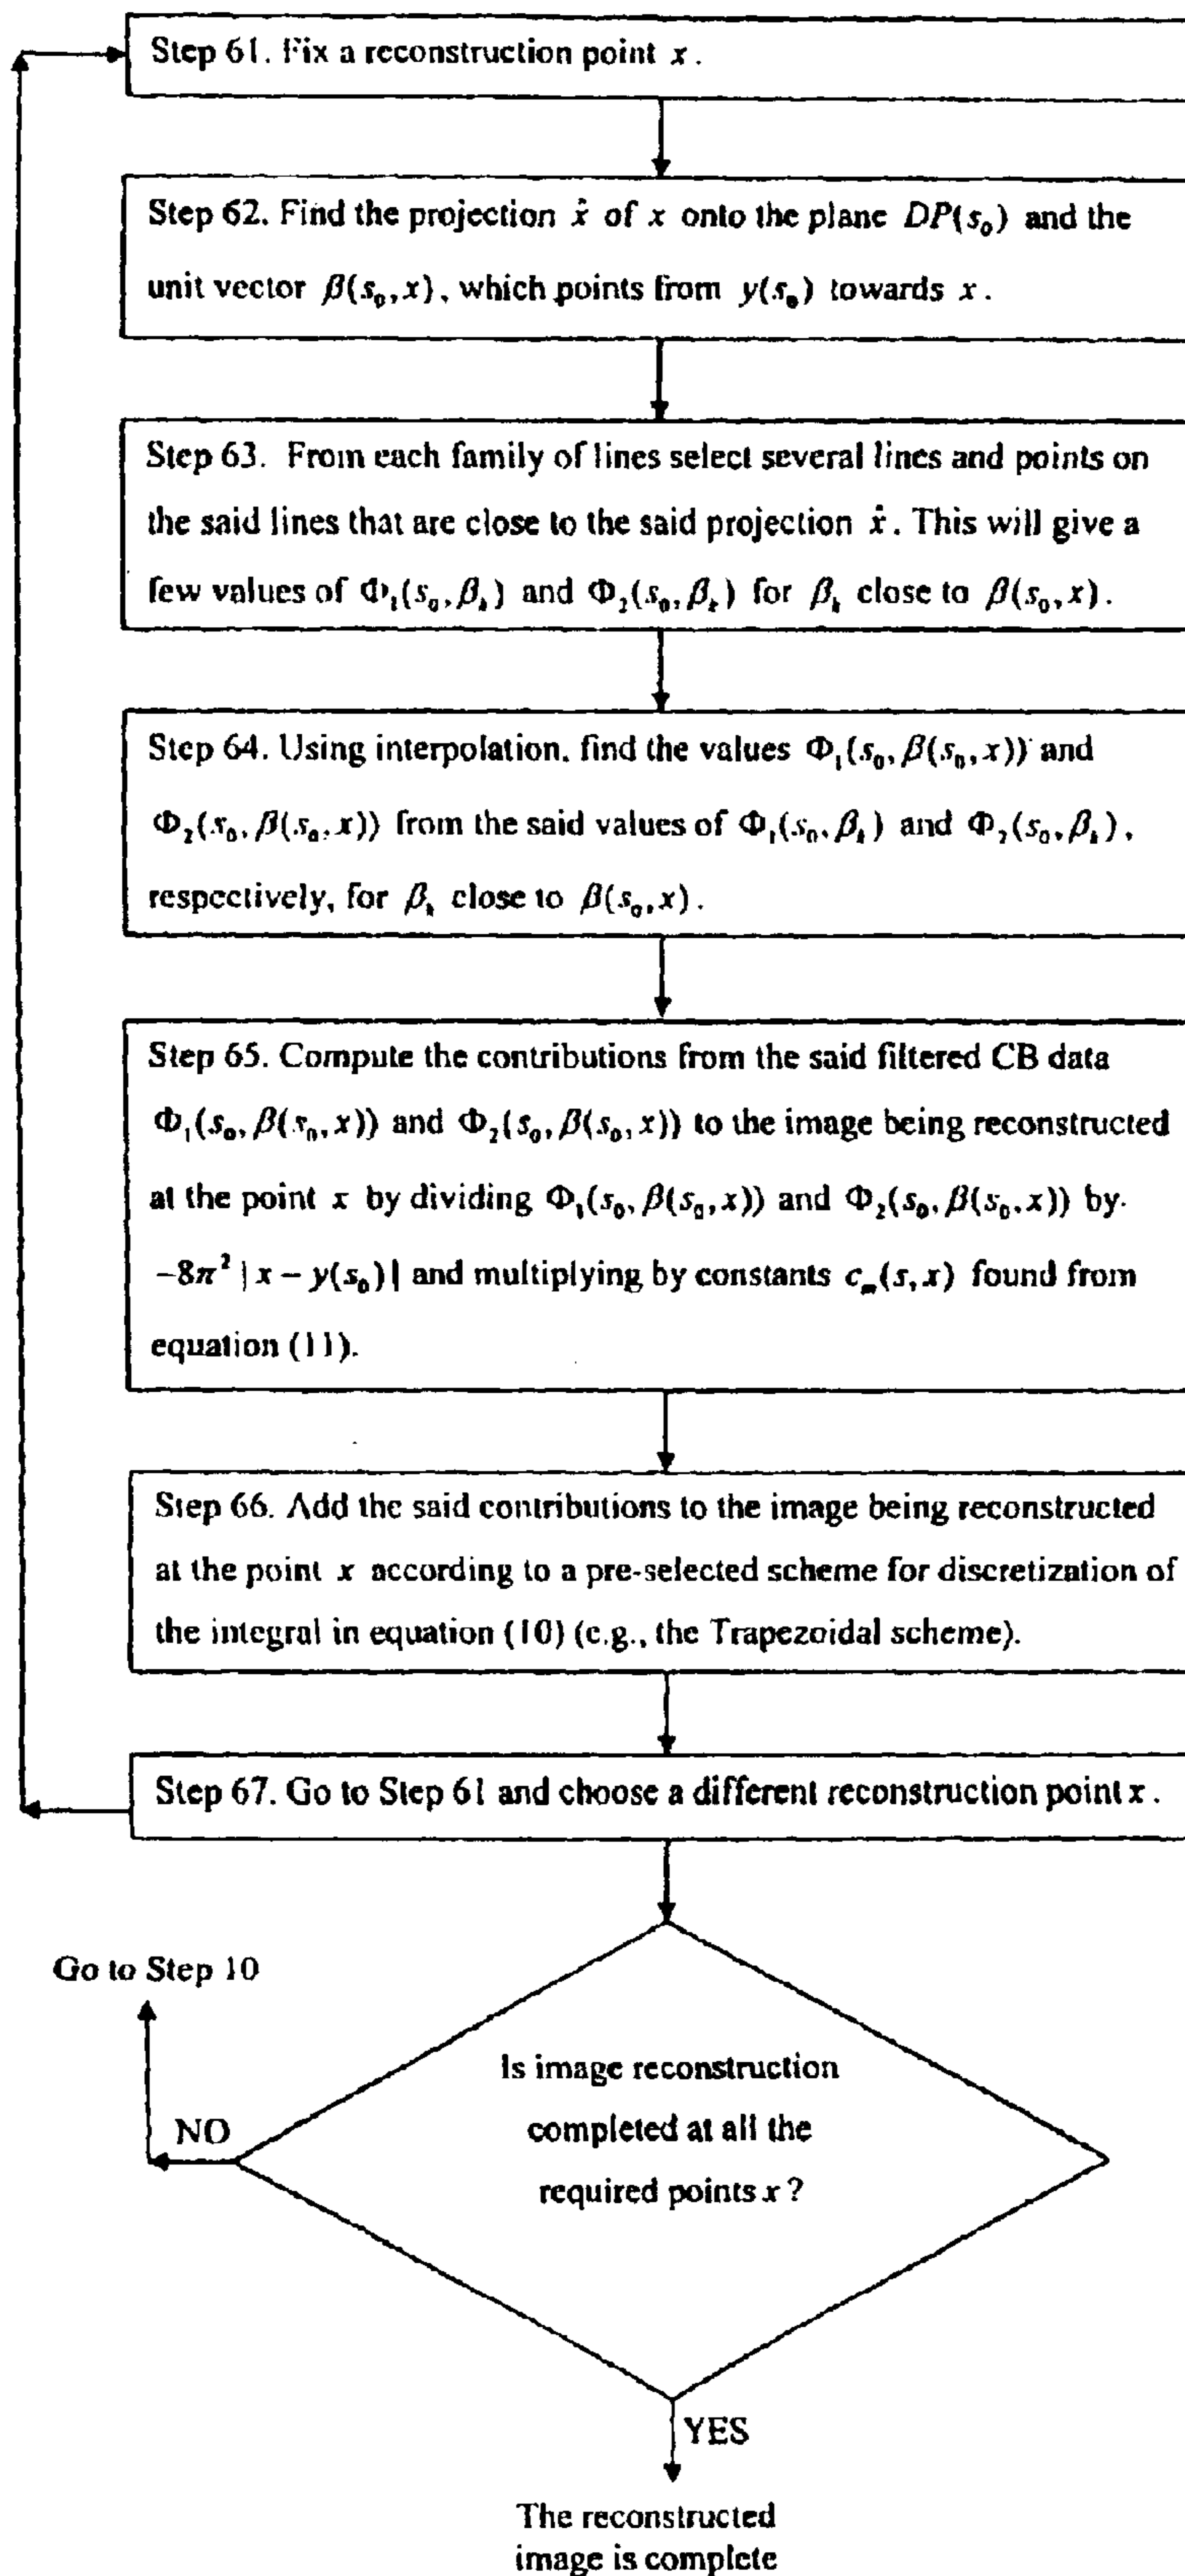 Step 61. Fix a reconstruction point x.
Step 62. Find the projection x̂ of x onto the plane DP(s₀) and the
unit vector β(s₀, x), which points from y(s₀) towards x.
Step 63. From each family of lines select several lines and points on
the said lines that are close to the said projection x̂. This will give a
few values of Φ₁(s₀, βₖ) and Φ₂(s₀, βₖ) for βₖ close to β(s₀, x).
Step 64. Using interpolation, find the values Φ₁(s₀, β(s₀, x)) and
Φ₂(s₀, β(s₀, x)) from the said values of Φ₁(s₀, βₖ) and Φ₂(s₀, βₖ),
respectively, for βₖ close to β(s₀, x).
Step 65. Compute the contributions from the said filtered CB data
Φ₁(s₀, β(s₀, x)) and Φ₂(s₀, β(s₀, x)) to the image being reconstructed
at the point x by dividing Φ₁(s₀, β(s₀, x)) and Φ₂(s₀, β(s₀, x)) by
−8π² | x − y(s₀) | and multiplying by constants cₘ(s, x) found from
equation (11).
Step 66. Add the said contributions to the image being reconstructed
at the point x according to a pre-selected scheme for discretization of
the integral in equation (10) (e.g., the Trapezoidal scheme).
Step 67. Go to Step 61 and choose a different reconstruction point x.
Go to Step 10
Is image reconstruction
completed at all the
required points x?
NO
YES
The reconstructed
image is complete